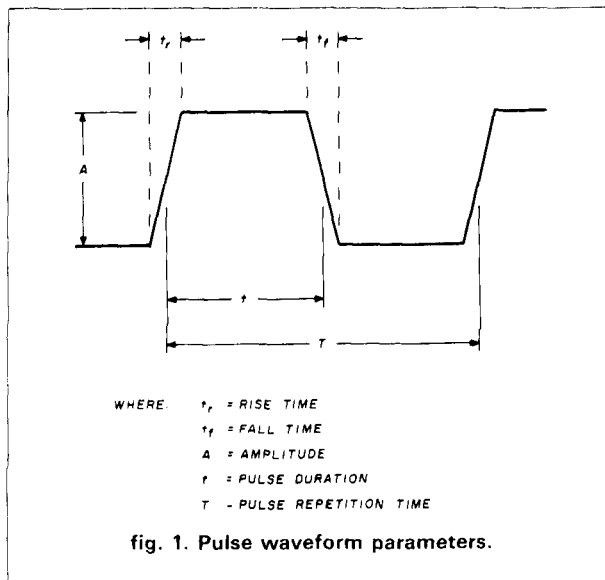 tr tf
A
t
T
WHERE. tr = RISE TIME
tf = FALL TIME
A = AMPLITUDE
t = PULSE DURATION
T - PULSE REPETITION TIME
fig. 1. Pulse waveform parameters.